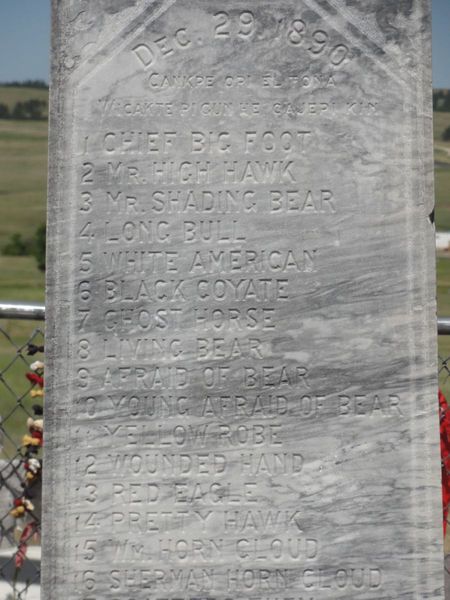 DEC. 29. 1890
CANKPE OPI EL TONA
WICAKTE PI QUN HE CAJEPI KIN
1 CHIEF BIG FOOT
2 MR. HIGH HAWK
3 MR. SHADING BEAR
4 LONG BULL
5 WHITE AMERICAN
6 BLACK COYATE
7 GHOST HORSE
8 LIVING BEAR
9 AFRAID OF BEAR
10 YOUNG AFRAID OF BEAR
11 YELLOW ROBE
12 WOUNDED HAND
13 RED EAGLE
14 PRETTY HAWK
15 WM. HORN CLOUD
16 SHERMAN HORN CLOUD